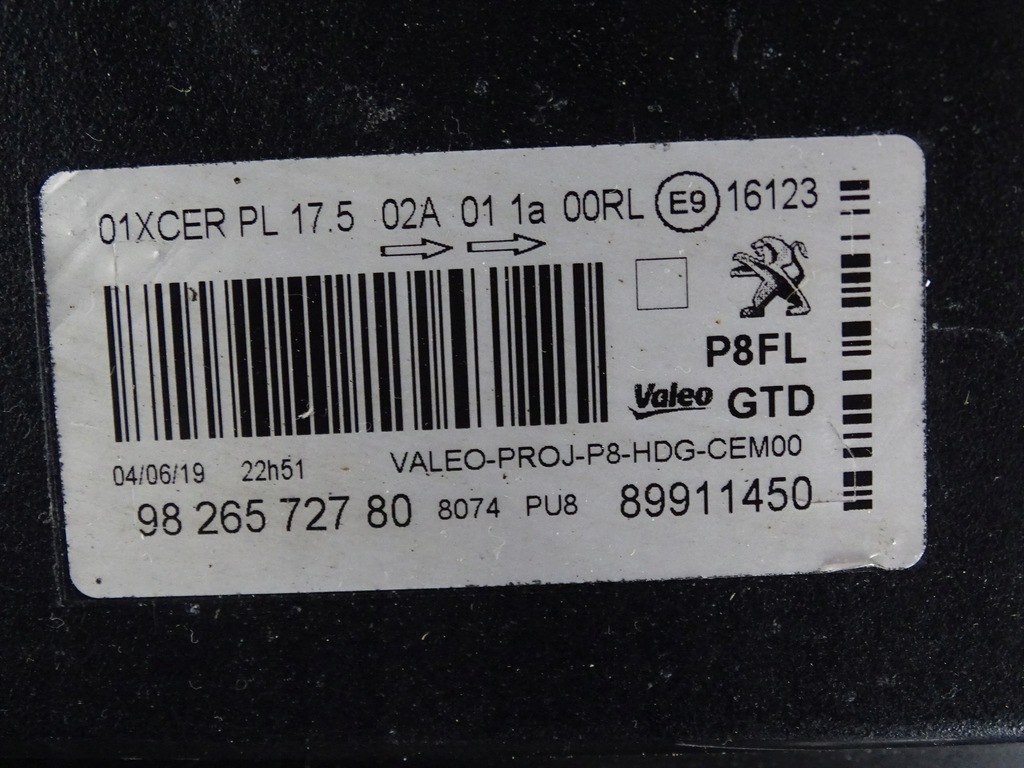 01XCER PL 17.5 02A 01 1a 00RL E9 16123
P8FL
Valeo GTD
04/06/19 22h51 VALEO-PROJ-P8-HDG-CEM00
98 265 727 80 8074 PU8 89911450